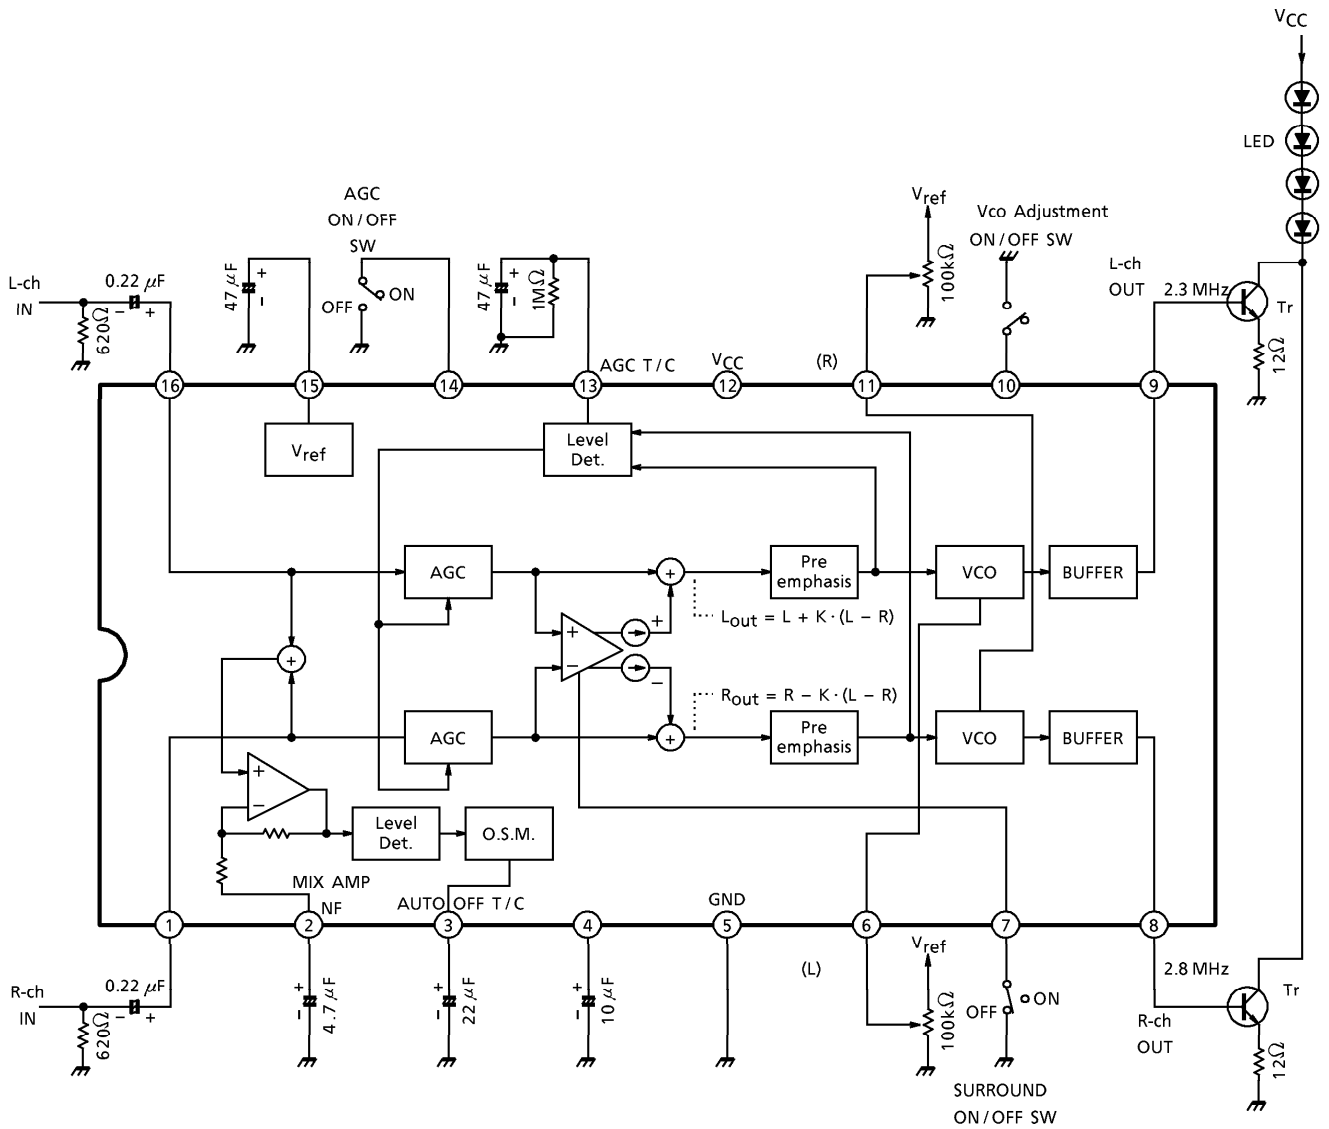 VCC
LED
AGC
ON / OFF
SW
Vref
Vco Adjustment
ON / OFF SW
L-ch
IN
0.22 μF
620Ω
47 μF
+
-
OFF
ON
47 μF
+
-
1MΩ
100kΩ
L-ch
OUT
2.3 MHz
Tr
12Ω
AGC T / C
VCC
(R)
16
15
14
13
12
11
10
9
Vref
Level
Det.
AGC
+
Pre
emphasis
VCO
BUFFER
Lout = L + K · (L – R)
+
–
+
–
+
Rout = R – K · (L – R)
AGC
+
Pre
emphasis
VCO
BUFFER
+
–
Level
Det.
O.S.M.
MIX AMP
NF
AUTO OFF T / C
GND
1
2
3
4
5
6
7
8
R-ch
IN
0.22 μF
– +
620Ω
+
-
4.7 μF
+
-
22 μF
+
-
10 μF
(L)
Vref
100kΩ
OFF
ON
SURROUND
ON / OFF SW
2.8 MHz
R-ch
OUT
Tr
12Ω